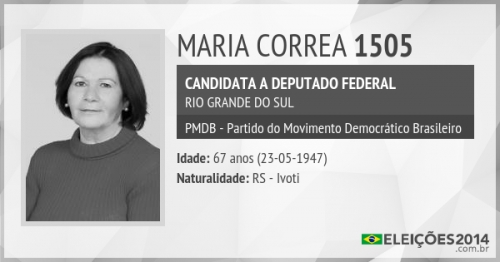 MARIA CORREA 1505
CANDIDATA A DEPUTADO FEDERAL
RIO GRANDE DO SUL
PMDB - Partido do Movimento Democrático Brasileiro
Idade: 67 anos (23-05-1947)
Naturalidade: RS - Ivoti
ELEIÇÕES2014
.com.br